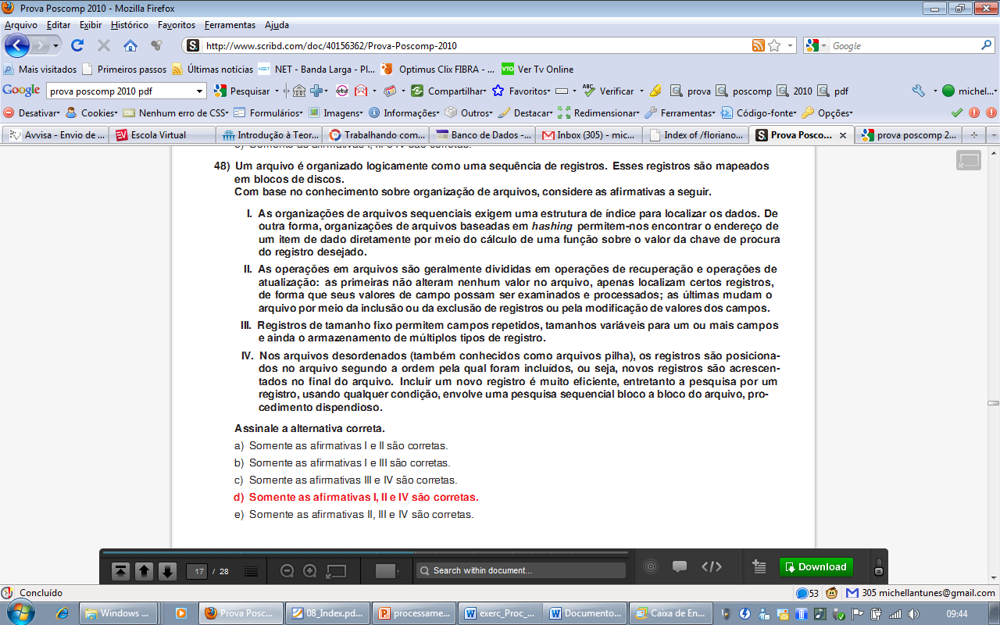 Prova Poscomp 2010 - Mozilla Firefox
Arquivo Editar Exibir Histórico Favoritos Ferramentas Ajuda
http://www.scribd.com/doc/40156362/Prova-Poscomp-2010 Google
Mais visitados Primeiros passos Últimas notícias NET - Banda Larga - Pl... Optimus Clix FIBRA - ... Ver Tv Online
Google prova poscomp 2010 pdf Pesquisar Compartilhar Favoritos Verificar prova poscomp 2010 pdf michel...
Desativar Cookies Nenhum erro de CSS Formulários Imagens Informações Outros Destacar Redimensionar Ferramentas Código-fonte Opções
Avvisa - Envio de ... Escola Virtual Introdução à Teor... Trabalhando com... Banco de Dados -... Inbox (305) - mic... Index of /floriano... Prova Posco... prova poscomp 2...
48) Um arquivo é organizado logicamente como uma sequência de registros. Esses registros são mapeados
em blocos de discos.
Com base no conhecimento sobre organização de arquivos, considere as afirmativas a seguir.
I. As organizações de arquivos sequenciais exigem uma estrutura de índice para localizar os dados. De
outra forma, organizações de arquivos baseadas em hashing permitem-nos encontrar o endereço de
um item de dado diretamente por meio do cálculo de uma função sobre o valor da chave de procura
do registro desejado.
II. As operações em arquivos são geralmente divididas em operações de recuperação e operações de
atualização: as primeiras não alteram nenhum valor no arquivo, apenas localizam certos registros,
de forma que seus valores de campo possam ser examinados e processados; as últimas mudam o
arquivo por meio da inclusão ou da exclusão de registros ou pela modificação de valores dos campos.
III. Registros de tamanho fixo permitem campos repetidos, tamanhos variáveis para um ou mais campos
e ainda o armazenamento de múltiplos tipos de registro.
IV. Nos arquivos desordenados (também conhecidos como arquivos pilha), os registros são posiciona-
dos no arquivo segundo a ordem pela qual foram incluídos, ou seja, novos registros são acrescen-
tados no final do arquivo. Incluir um novo registro é muito eficiente, entretanto a pesquisa por um
registro, usando qualquer condição, envolve uma pesquisa sequencial bloco a bloco do arquivo, pro-
cedimento dispendioso.
Assinale a alternativa correta.
a) Somente as afirmativas I e II são corretas.
b) Somente as afirmativas I e III são corretas.
c) Somente as afirmativas III e IV são corretas.
d) Somente as afirmativas I, II e IV são corretas.
e) Somente as afirmativas II, III e IV são corretas.
17 / 28 Search within document... Download
Concluído 53 305 michellantunes@gmail.com
Windows ... Prova Posc... 08_Index.pd... processame... exerc_Proc_... Documento... Caixa de En... 09:44